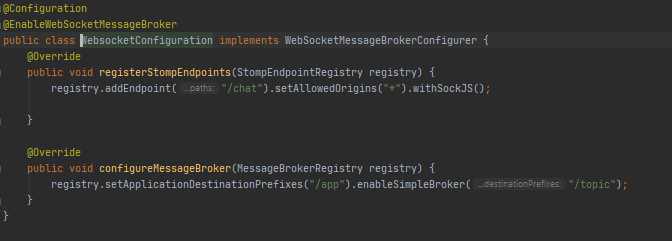 @Configuration
@EnableWebSocketMessageBroker
public class WebsocketConfiguration implements WebSocketMessageBrokerConfigurer {
    @Override
    public void registerStompEndpoints(StompEndpointRegistry registry) {
        registry.addEndpoint( ...paths: "/chat").setAllowedOrigins("*").withSockJS();

    }

    @Override
    public void configureMessageBroker(MessageBrokerRegistry registry) {
        registry.setApplicationDestinationPrefixes("/app").enableSimpleBroker( ...destinationPrefixes: "/topic");
    }
}